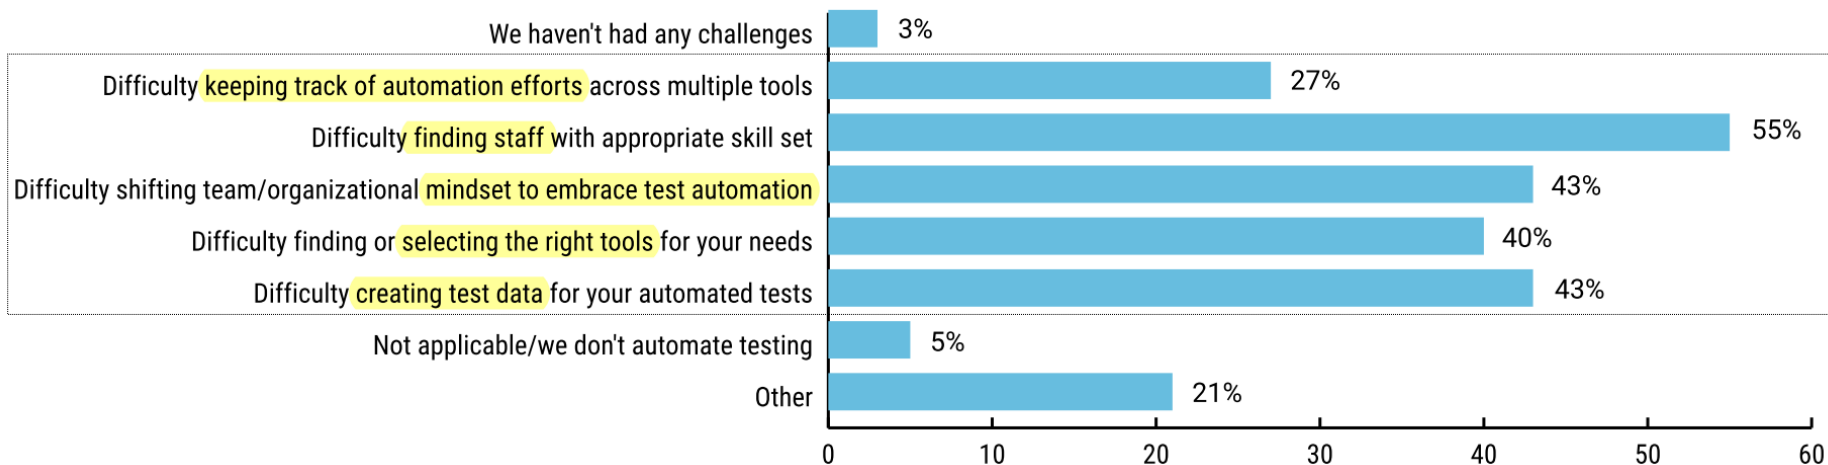 We haven't had any challenges 3%
Difficulty keeping track of automation efforts across multiple tools 27%
Difficulty finding staff with appropriate skill set 55%
Difficulty shifting team/organizational mindset to embrace test automation 43%
Difficulty finding or selecting the right tools for your needs 40%
Difficulty creating test data for your automated tests 43%
Not applicable/we don't automate testing 5%
Other 21%
0 10 20 30 40 50 60